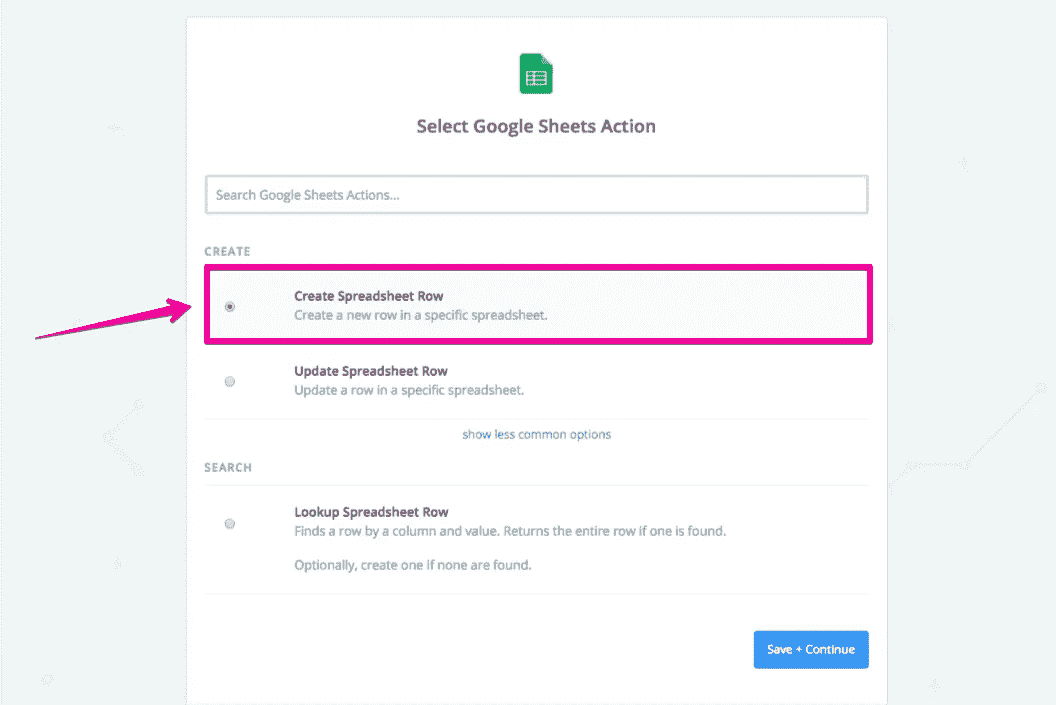 Select Google Sheets Action
Search Google Sheets Actions...
CREATE
Create Spreadsheet Row
Create a new row in a specific spreadsheet.
Update Spreadsheet Row
Update a row in a specific spreadsheet.
show less common options
SEARCH
Lookup Spreadsheet Row
Finds a row by a column and value. Returns the entire row if one is found.
Optionally, create one if none are found.
Save + Continue